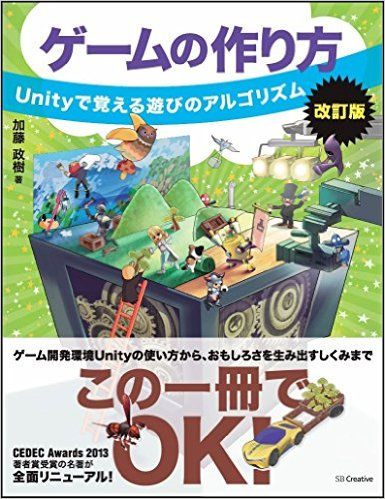 ゲームの作り方
Unityで覚える遊びのアルゴリズム
改訂版
加藤 政樹 著
ゲーム開発環境Unityの使い方から、おもしろさを生み出すしくみまで
この一冊で
OK!
CEDEC Awards 2013
著者賞受賞の名著が
全面リニューアル!
SB Creative